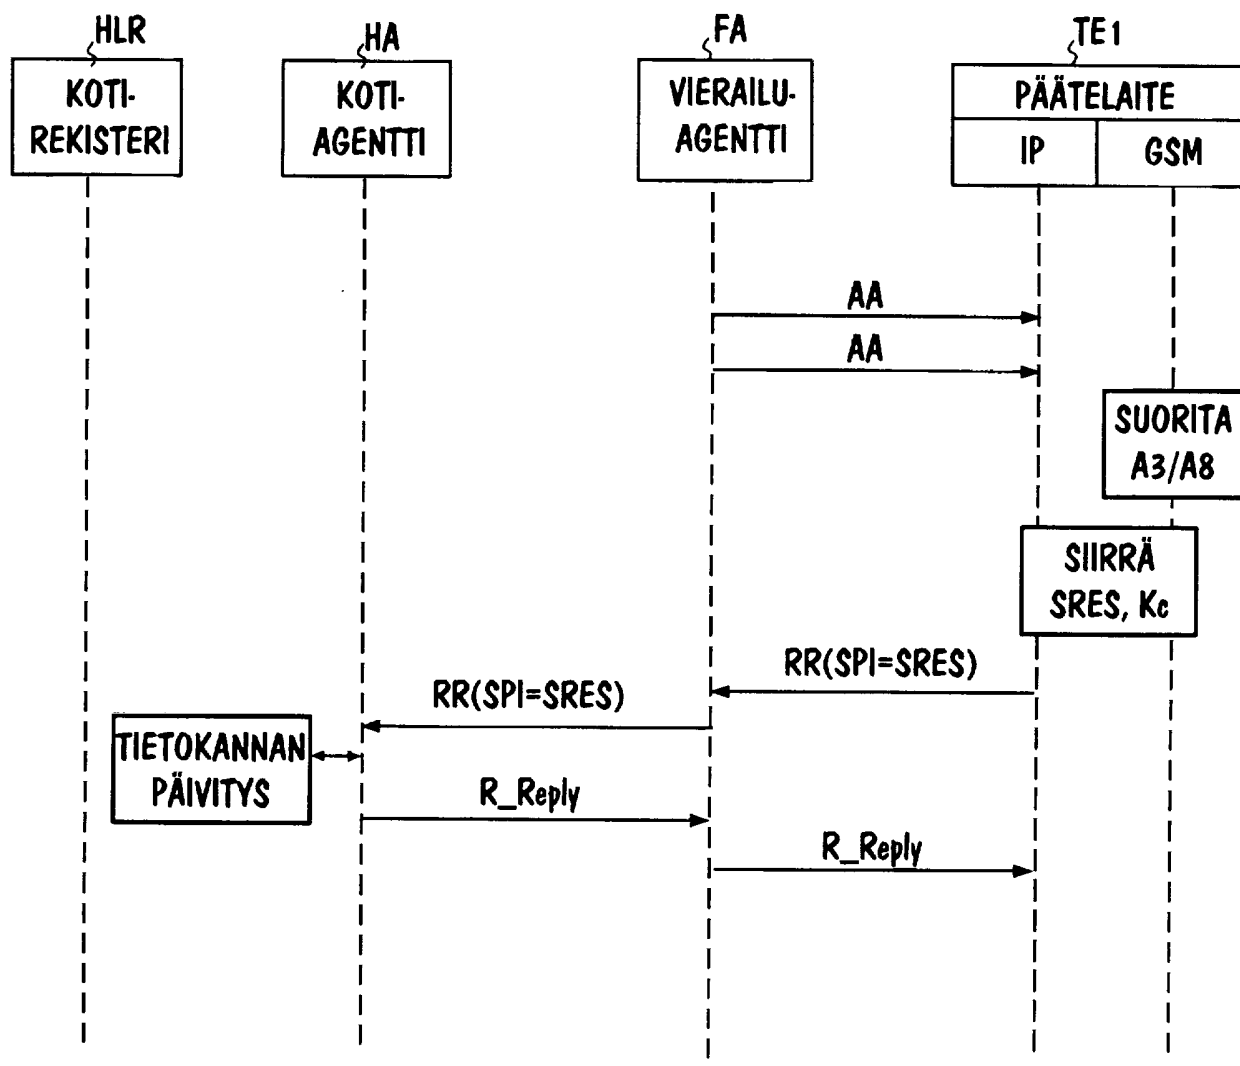 HLR
HA
FA
TE1
KOTI-
REKISTERI
KOTI-
AGENTTI
VIERAILU-
AGENTTI
PÄÄTELAITE
IP
GSM
AA
AA
SUORITA
A3/A8
SIIRRÄ
SRES, Kc
RR(SPI=SRES)
RR(SPI=SRES)
TIETOKANNAN
PÄIVITYS
R_Reply
R_Reply